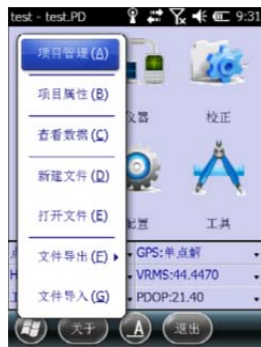 test - test.PD 9:31
项目管理(A)
项目属性(B)
查看数据(C)
新建文件(D)
打开文件(E)
文件导出(F)
文件导入(G)
仪器
校正
配置
工具
GPS:单点解
VRMS:44.4470
PDOP:21.40
关于
A
退出